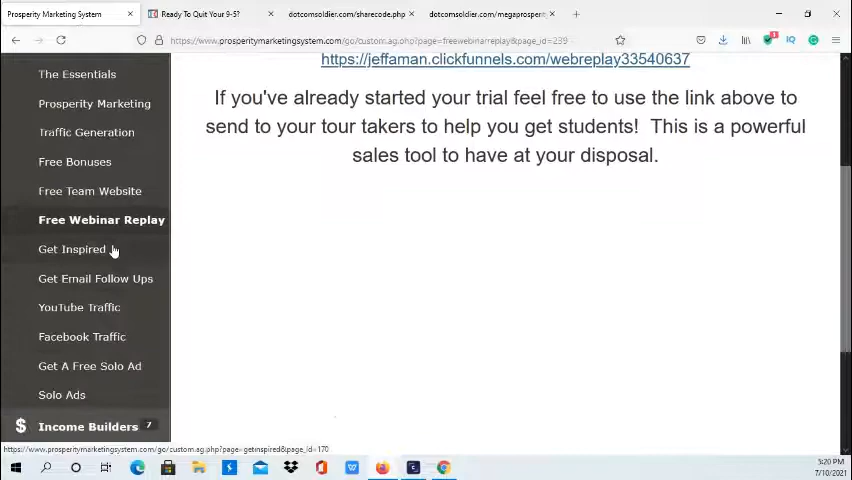 Prosperity Marketing System
Ready To Quit Your 9-5?
dotcomsoldier.com/sharecode.php
dotcomsoldier.com/megaprosperit
https://www.prosperitymarketingsystem.com/go/custom.ag.php?page=freewebinarreplay&page_id=239
The Essentials
Prosperity Marketing
Traffic Generation
Free Bonuses
Free Team Website
Free Webinar Replay
Get Inspired
Get Email Follow Ups
YouTube Traffic
Facebook Traffic
Get A Free Solo Ad
Solo Ads
$ Income Builders 7
https://jeffaman.clickfunnels.com/webreplay33540637
If you've already started your trial feel free to use the link above to
send to your tour takers to help you get students! This is a powerful
sales tool to have at your disposal.
https://www.prosperitymarketingsystem.com/go/custom.ag.php?page=getinspired&page_id=170
3:20 PM
7/10/2021